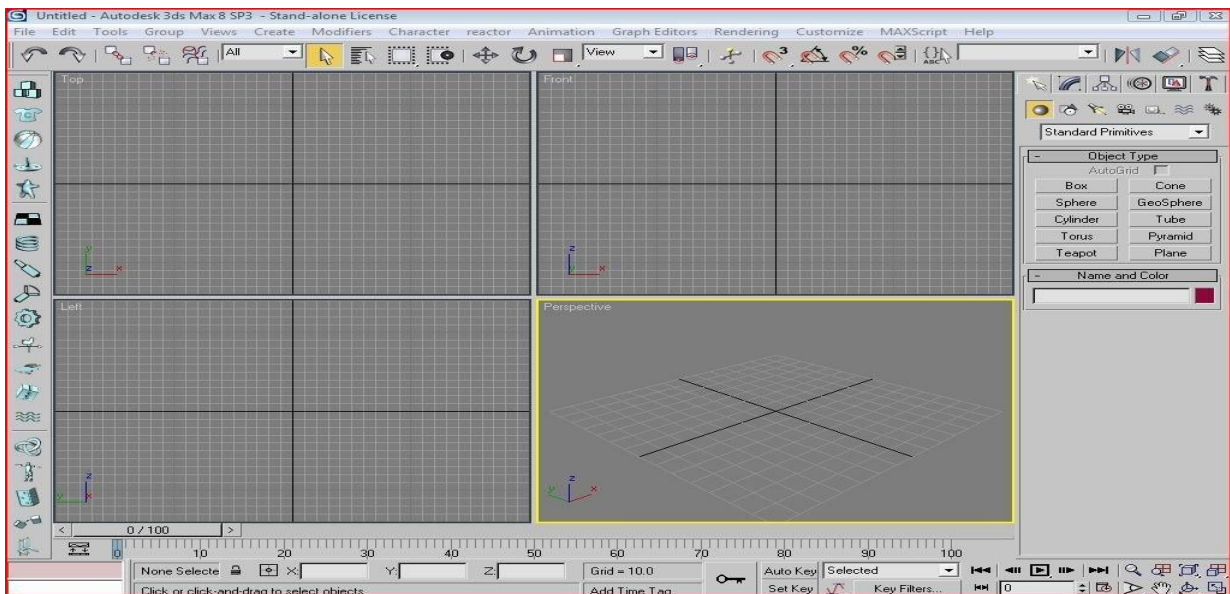 Untitled - Autodesk 3ds Max 8 SP3 - Stand-alone License
File Edit Tools Group Views Create Modifiers Character reactor Animation Graph Editors Rendering Customize MAXScript Help
All View 3 % ABC
Top Front
Standard Primitives
- Object Type
AutoGrid
Box Cone
Sphere GeoSphere
Cylinder Tube
Torus Pyramid
Teapot Plane
- Name and Color
y z x
z x
Left Perspective
z
y x
z
y x
< 0 / 100 >
0 10 20 30 40 50 60 70 80 90 100
None Selecte X: Y: Z: Grid = 10.0 Auto Key Selected
Click or click-and-drag to select objects Add Time Tag Set Key Key Filters... 0